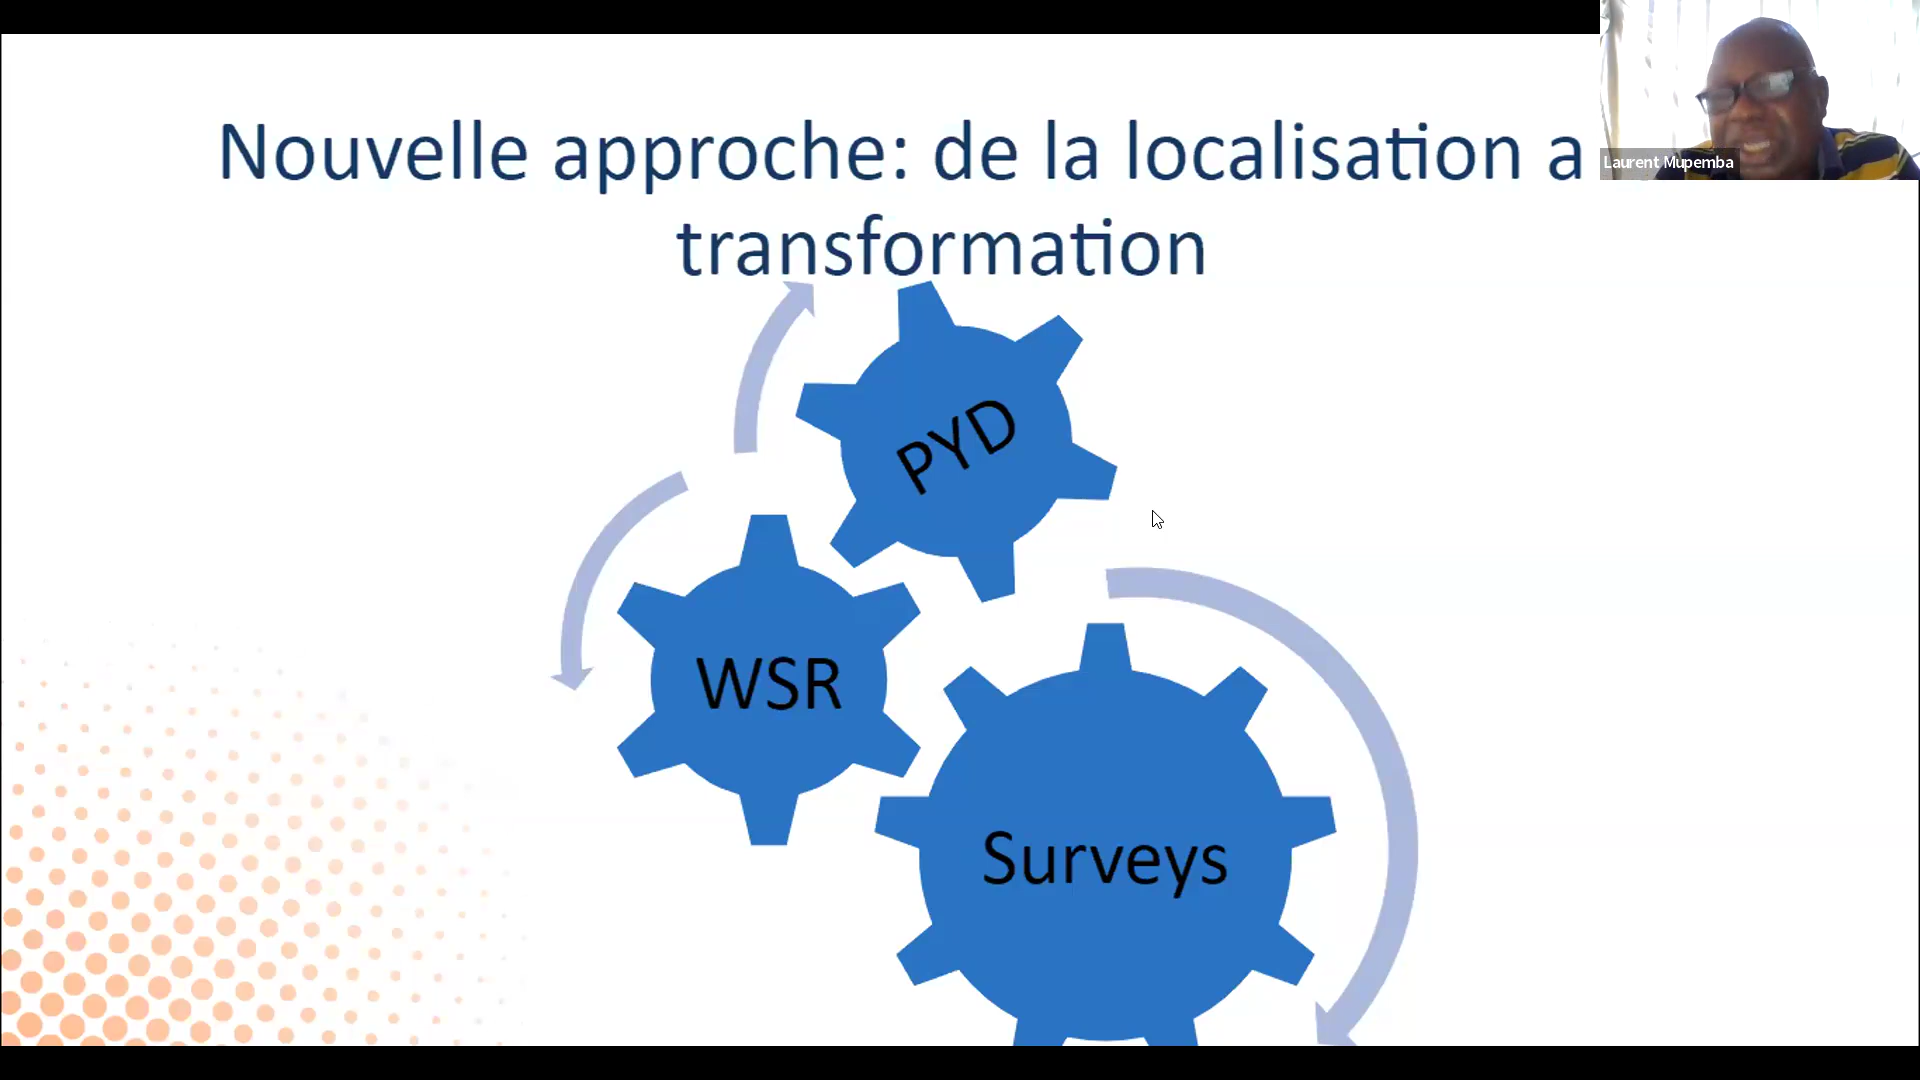 Nouvelle approche: de la localisation a
transformation
Laurent Mupemba
PYD
WSR
Surveys